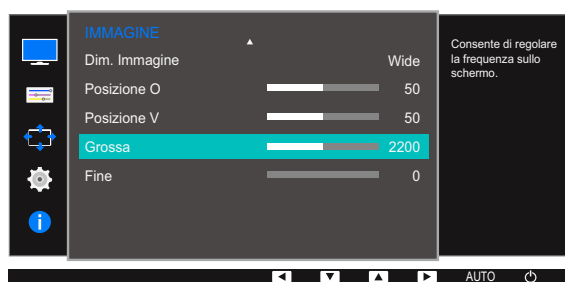 IMMAGINE
Dim. Immagine Wide
Posizione O 50
Posizione V 50
Grossa 2200
Fine 0
Consente di regolare
la frequenza sullo
schermo.
AUTO